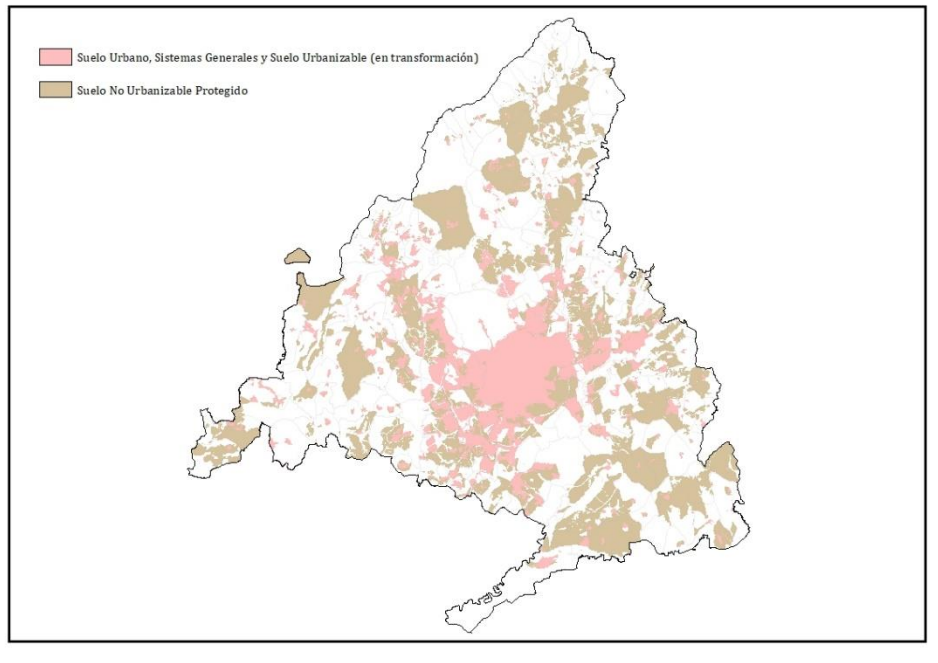 Suelo Urbano, Sistemas Generales y Suelo Urbanizable (en transformación)
Suelo No Urbanizable Protegido